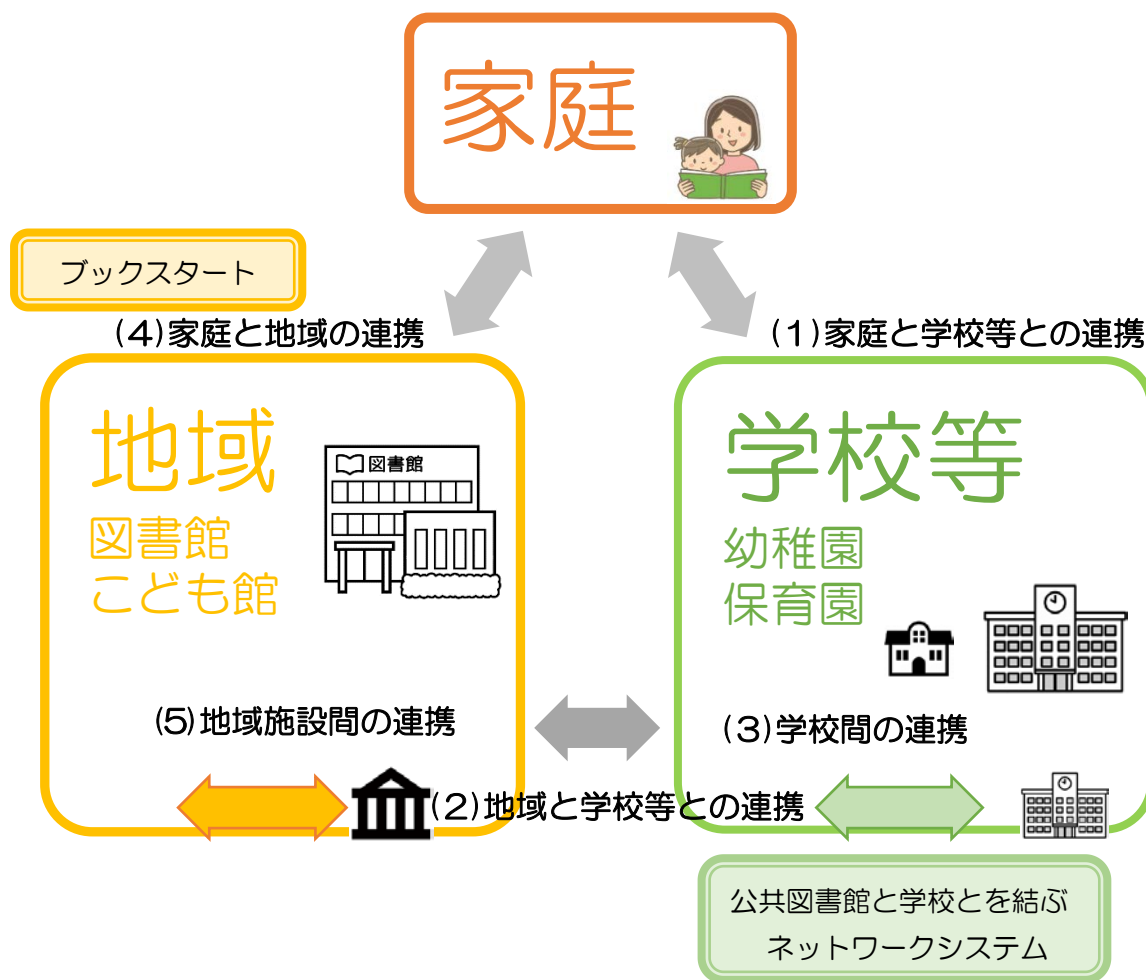 家庭
ブックスタート
(4)家庭と地域の連携
(1)家庭と学校等との連携
地域
図書館
図書館
こども館
学校等
幼稚園
保育園
(5)地域施設間の連携
(3)学校間の連携
(2)地域と学校等との連携
公共図書館と学校とを結ぶ
ネットワークシステム